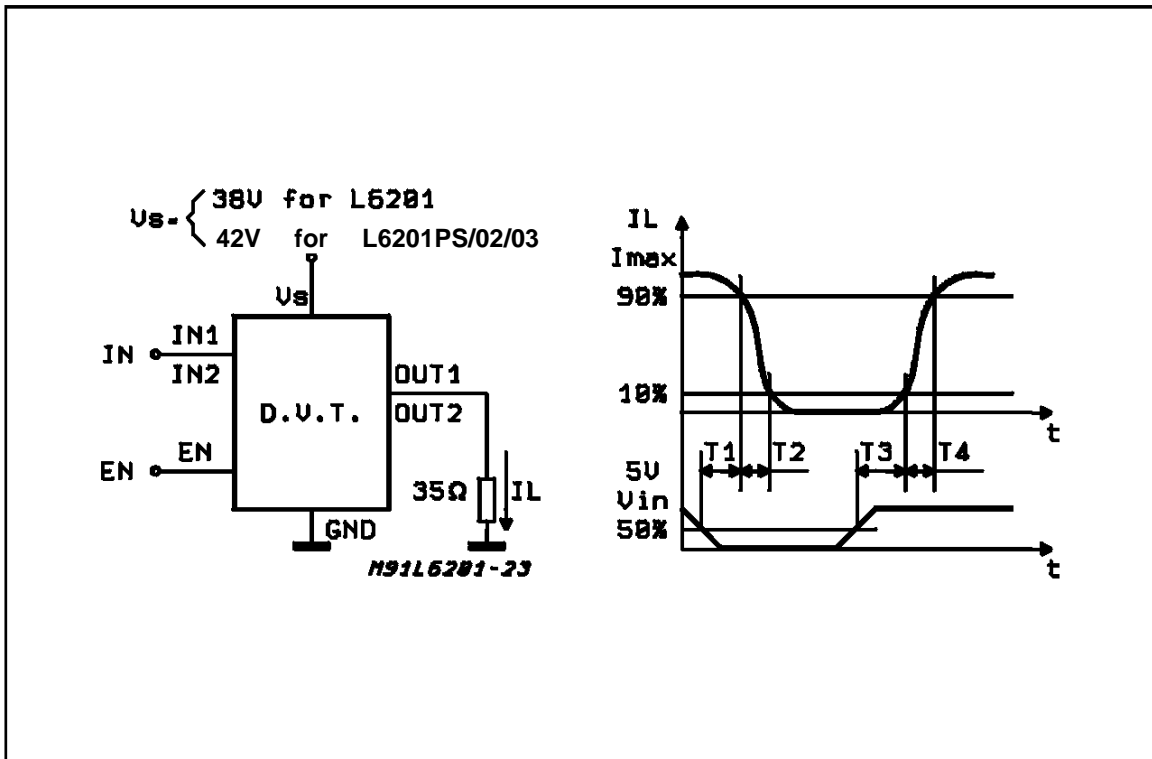 Vs= 38V for L6201
42V for L6201PS/02/03
Vs
IN IN1
IN2
EN EN
D.U.T.
OUT1
OUT2
35Ω IL
GND
M91L6201-23
IL
Imax
90%
10%
t
T1 T2 T3 T4
5V
Vin
50%
t